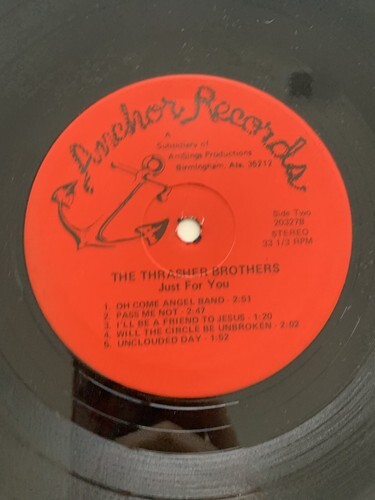 Anchor Records
A
Subsidiary of
AmSings Productions
Birmingham, Ala. 35212
Side Two
20327B
STEREO
33 1/3 RPM
THE THRASHER BROTHERS
Just For You
1. OH COME ANGEL BAND - 2:51
2. PASS ME NOT - 2:47
3. I'LL BE A FRIEND TO JESUS - 1:20
4. WILL THE CIRCLE BE UNBROKEN - 2:02
5. UNCLOUDED DAY - 1:52